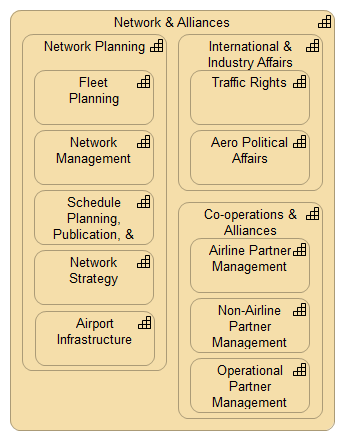 Network & Alliances
Network Planning
Fleet
Planning
Network
Management
Schedule
Planning,
Publication, &
Network
Strategy
Airport
Infrastructure
International &
Industry Affairs
Traffic Rights
Aero Political
Affairs
Co-operations &
Alliances
Airline Partner
Management
Non-Airline
Partner
Management
Operational
Partner
Management